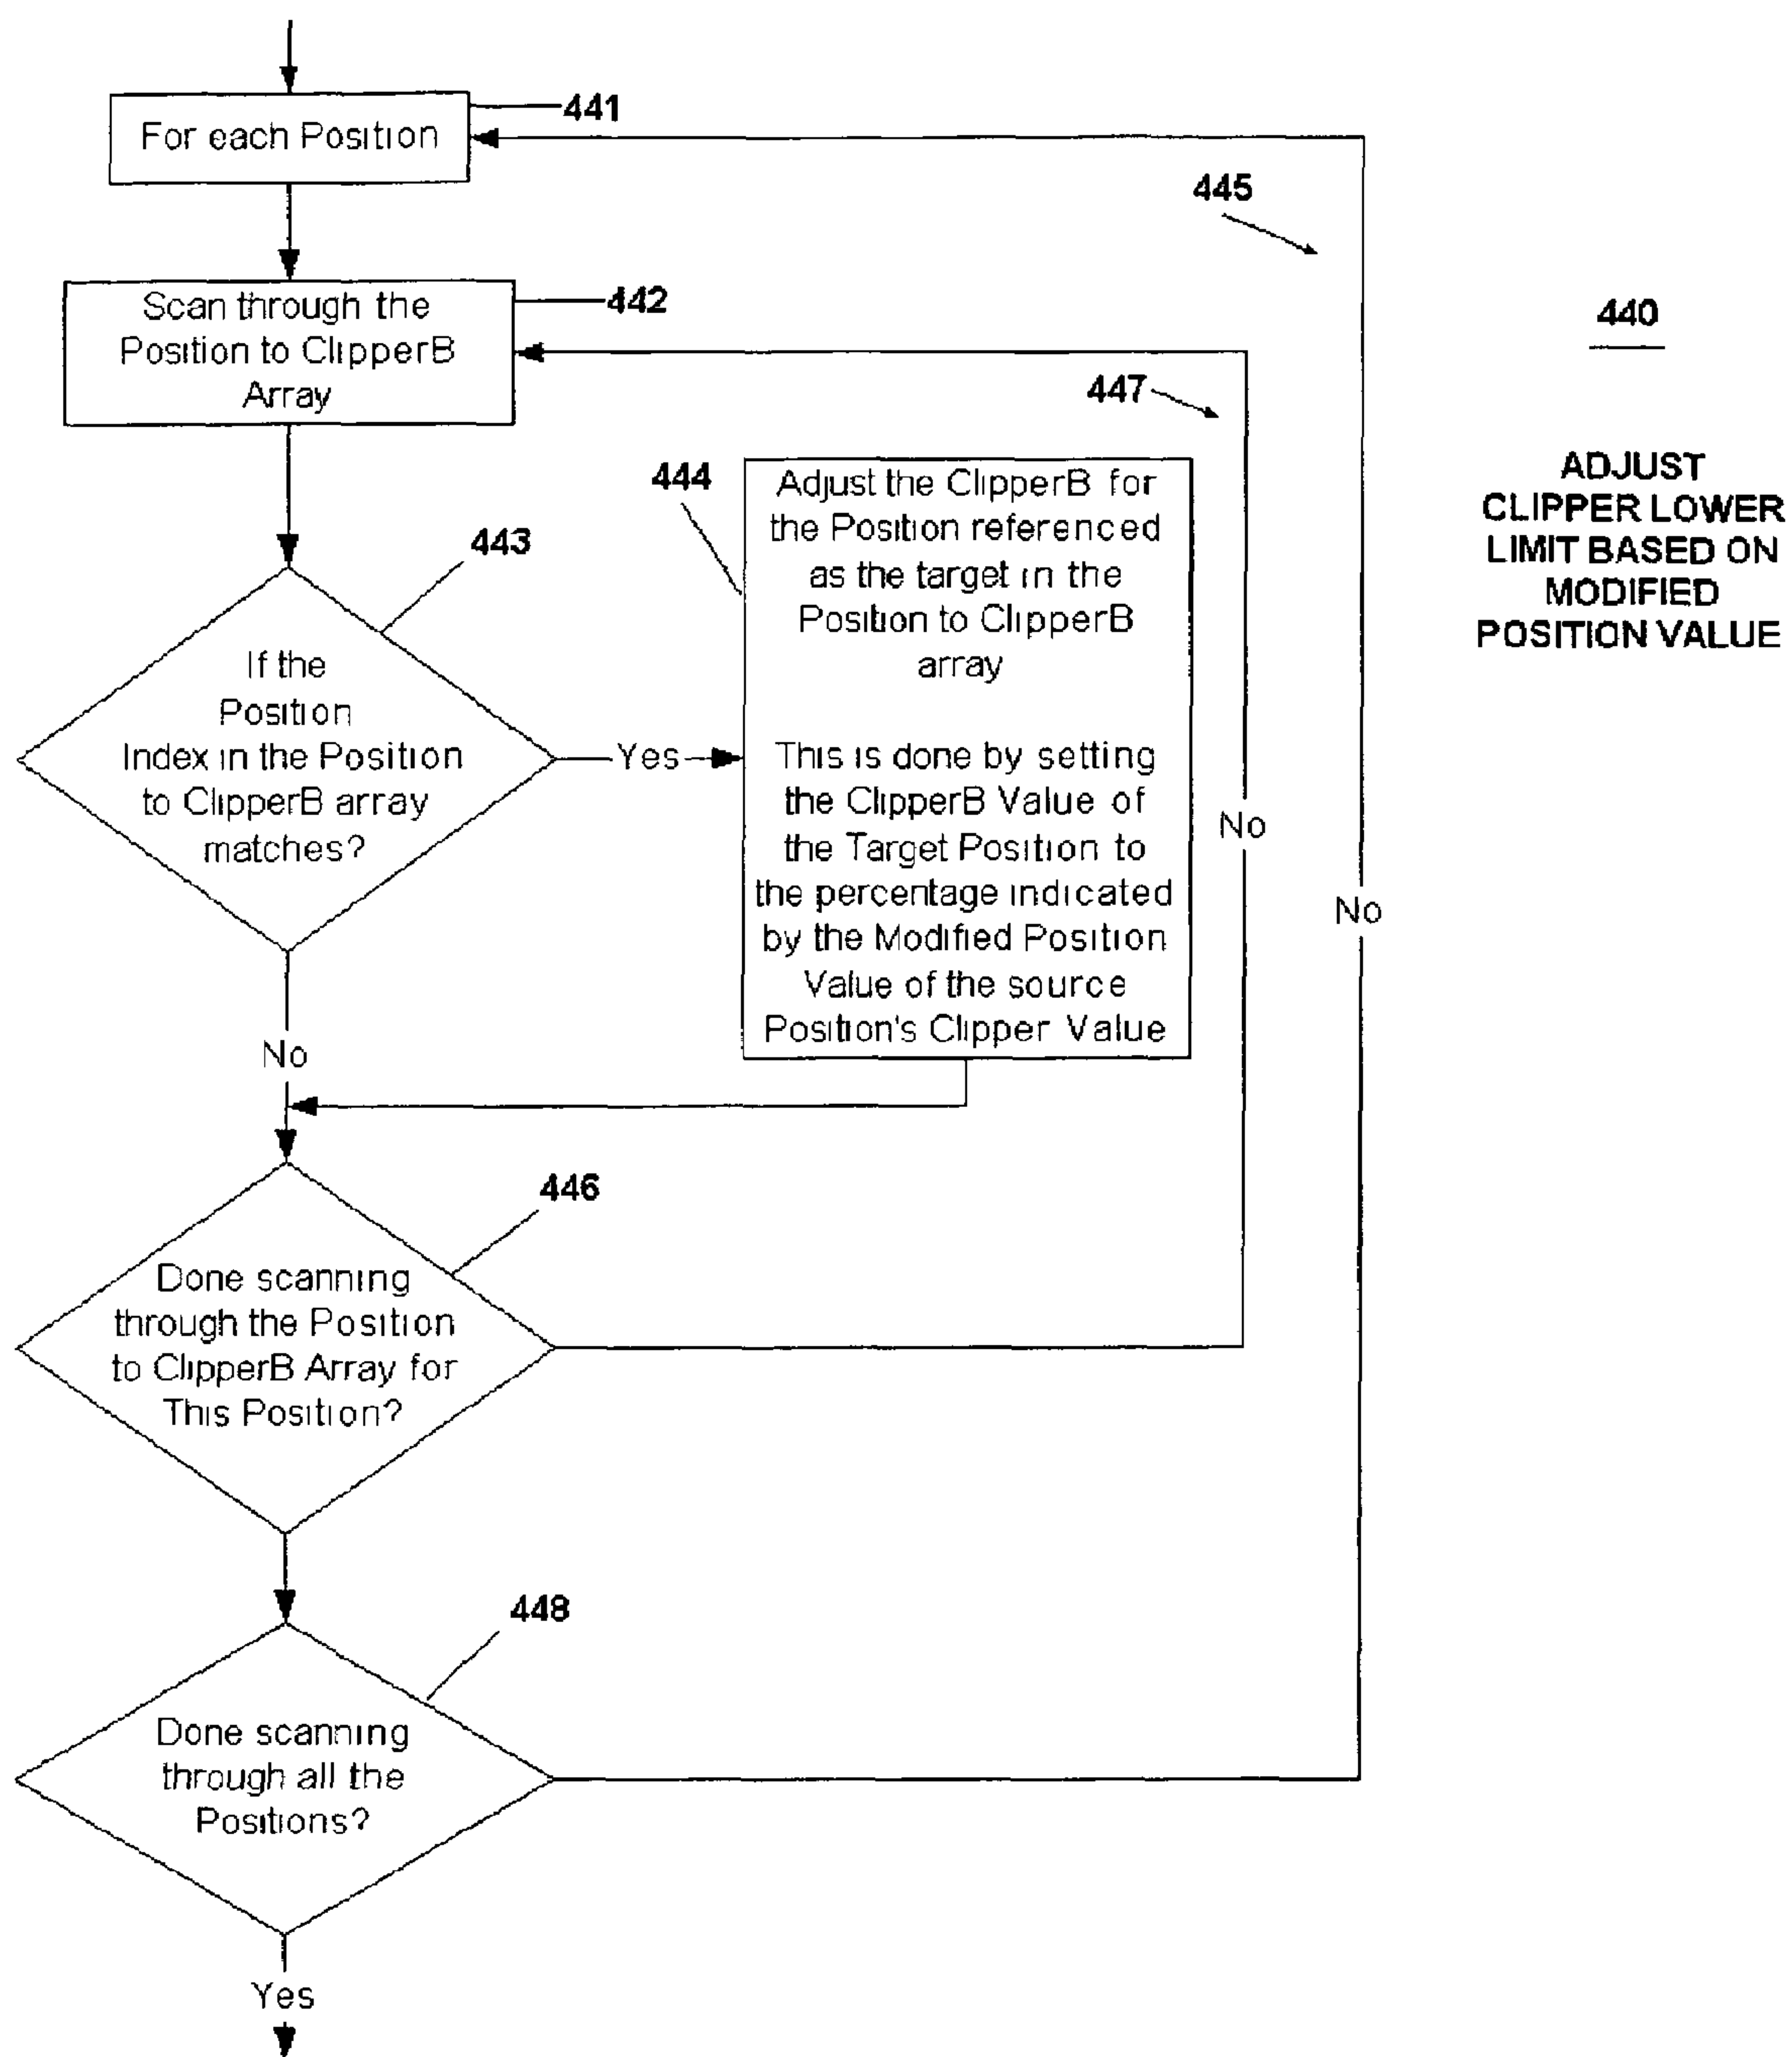 441
For each Position
445
Scan through the
Position to ClipperB
Array
442
440
447
ADJUST
CLIPPER LOWER
LIMIT BASED ON
MODIFIED
POSITION VALUE
444
Adjust the ClipperB for
the Position referenced
as the target in the
Position to ClipperB
array
This is done by setting
the ClipperB Value of
the Target Position to
the percentage indicated
by the Modified Position
Value of the source
Position's Clipper Value
443
If the
Position
Index in the Position
to ClipperB array
matches?
Yes
No
No
No
446
Done scanning
through the Position
to ClipperB Array for
This Position?
448
Done scanning
through all the
Positions?
Yes